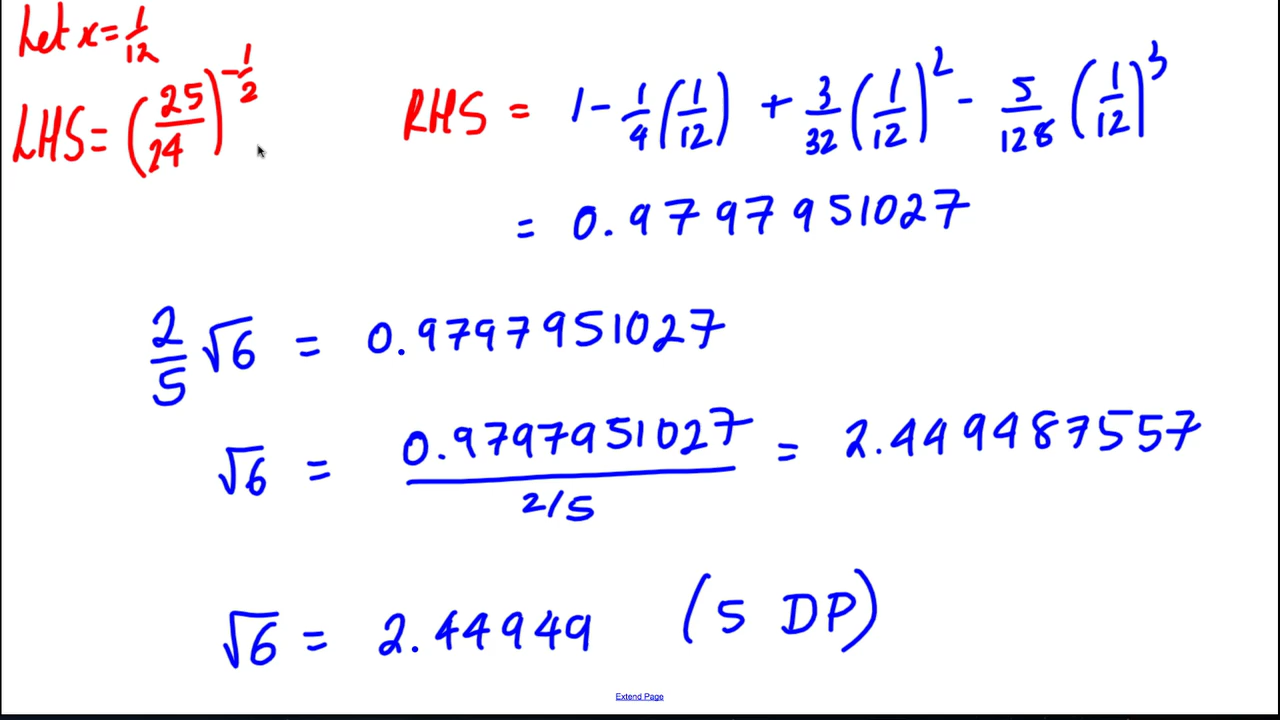 Let x = 1/12
LHS = (25/24)^(-1/2)
RHS = 1 - 1/4 (1/12) + 3/32 (1/12)^2 - 5/128 (1/12)^3
= 0.9797951027
2/5 √6 = 0.9797951027
√6 = 0.9797951027 / (2/5) = 2.449487557
√6 = 2.44949 (5 DP)
Extend Page